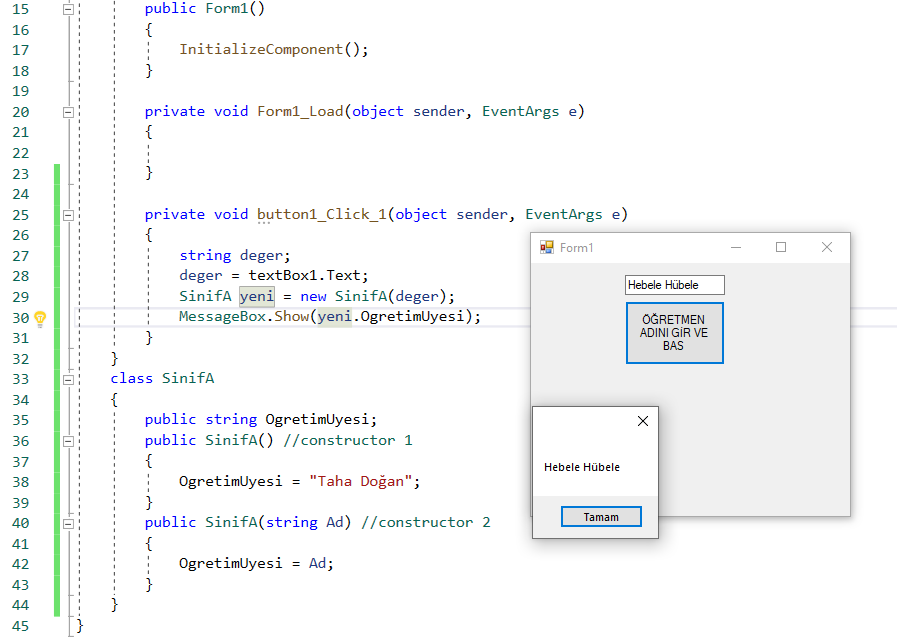 15 public Form1()
16 {
17 InitializeComponent();
18 }
19
20 private void Form1_Load(object sender, EventArgs e)
21 {
22
23 }
24
25 private void button1_Click_1(object sender, EventArgs e)
26 {
27 string deger;
28 deger = textBox1.Text;
29 SinifA yeni = new SinifA(deger);
30 MessageBox.Show(yeni.OgretimUyesi);
31 }
32 }
33 class SinifA
34 {
35 public string OgretimUyesi;
36 public SinifA() //constructor 1
37 {
38 OgretimUyesi = "Taha Doğan";
39 }
40 public SinifA(string Ad) //constructor 2
41 {
42 OgretimUyesi = Ad;
43 }
44 }
45 }
Form1
Hebele Hübele
ÖĞRETMEN
ADINI GİR VE
BAS
Hebele Hübele
Tamam